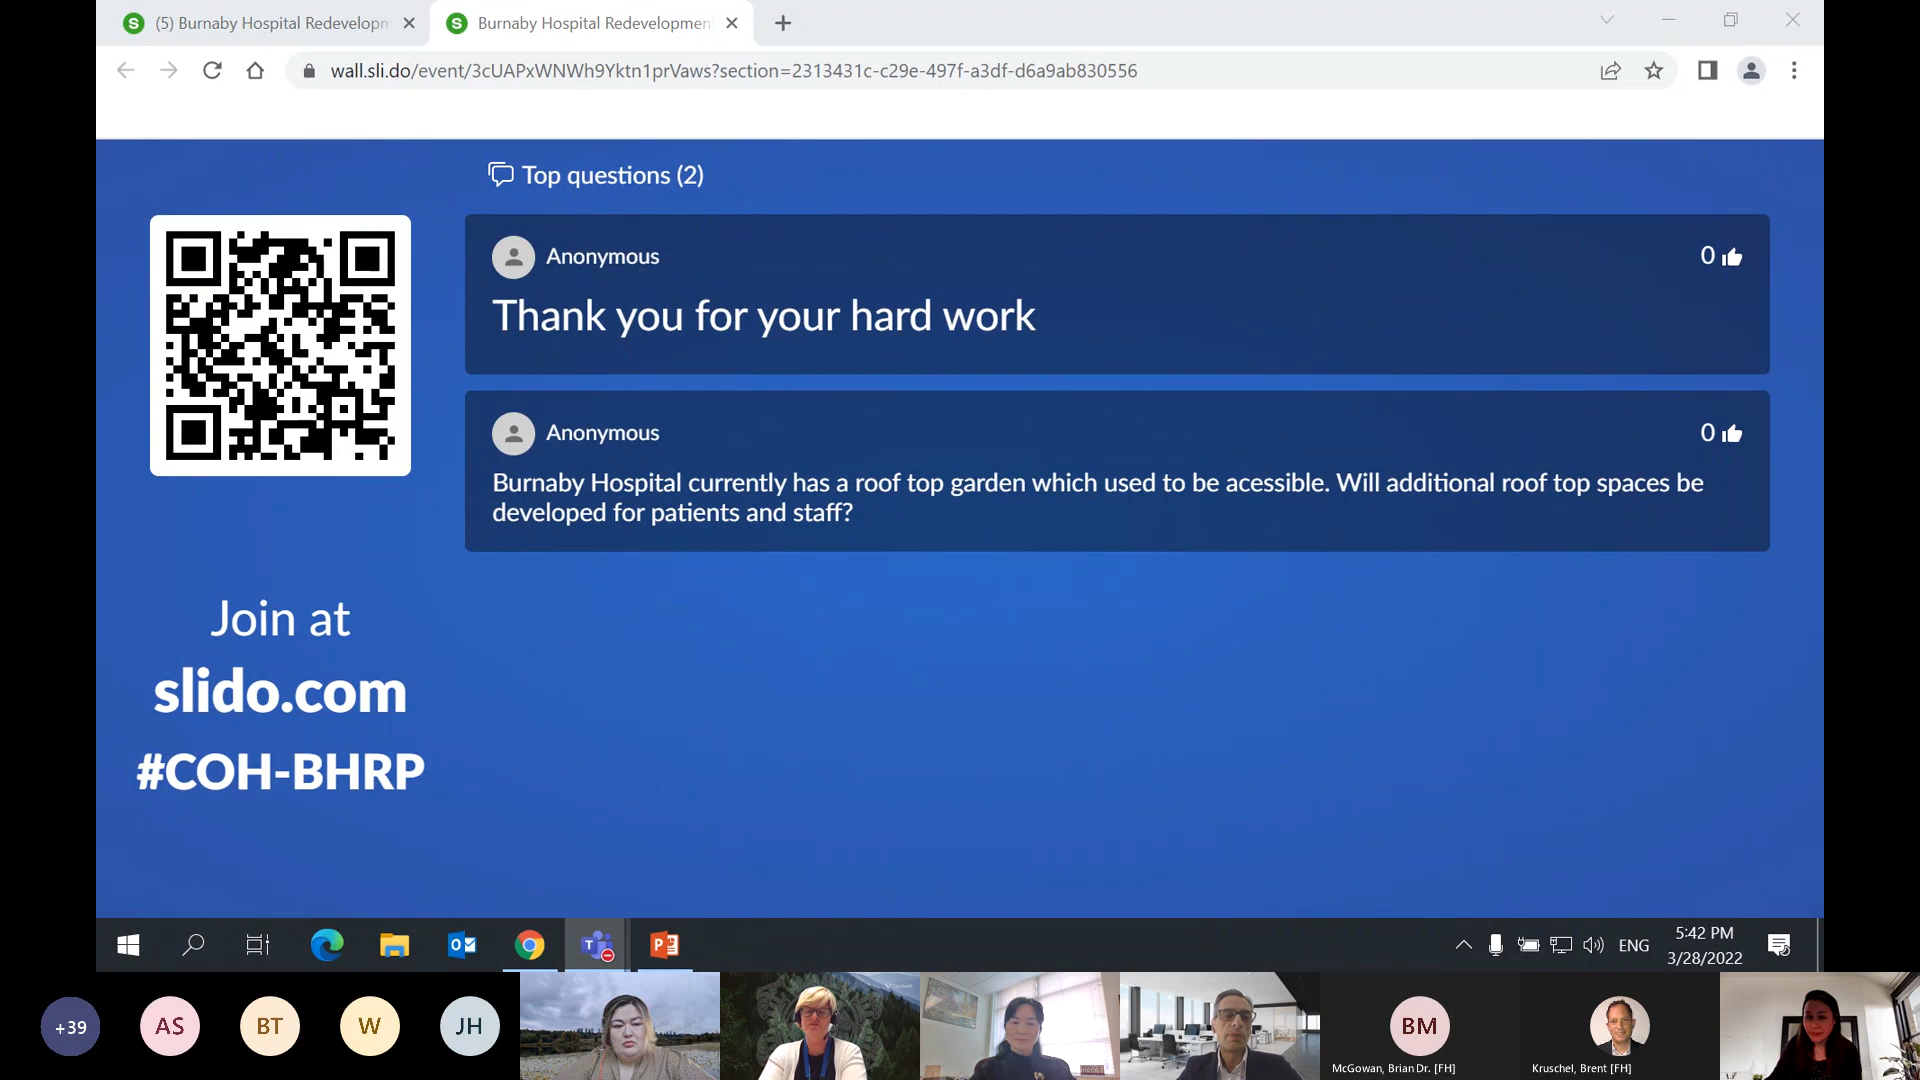 (5) Burnaby Hospital Redevelopm
Burnaby Hospital Redevelopmen
wall.sli.do/event/3cUAPxWNWh9Yktn1prVaws?section=2313431c-c29e-497f-a3df-d6a9ab830556
Top questions (2)
Anonymous
0
Thank you for your hard work
Anonymous
0
Burnaby Hospital currently has a roof top garden which used to be acessible. Will additional roof top spaces be
developed for patients and staff?
Join at
slido.com
#COH-BHRP
ENG
5:42 PM
3/28/2022
+39
AS
BT
W
JH
BM
McGowan, Brian Dr. [FH]
Kruschel, Brent [FH]